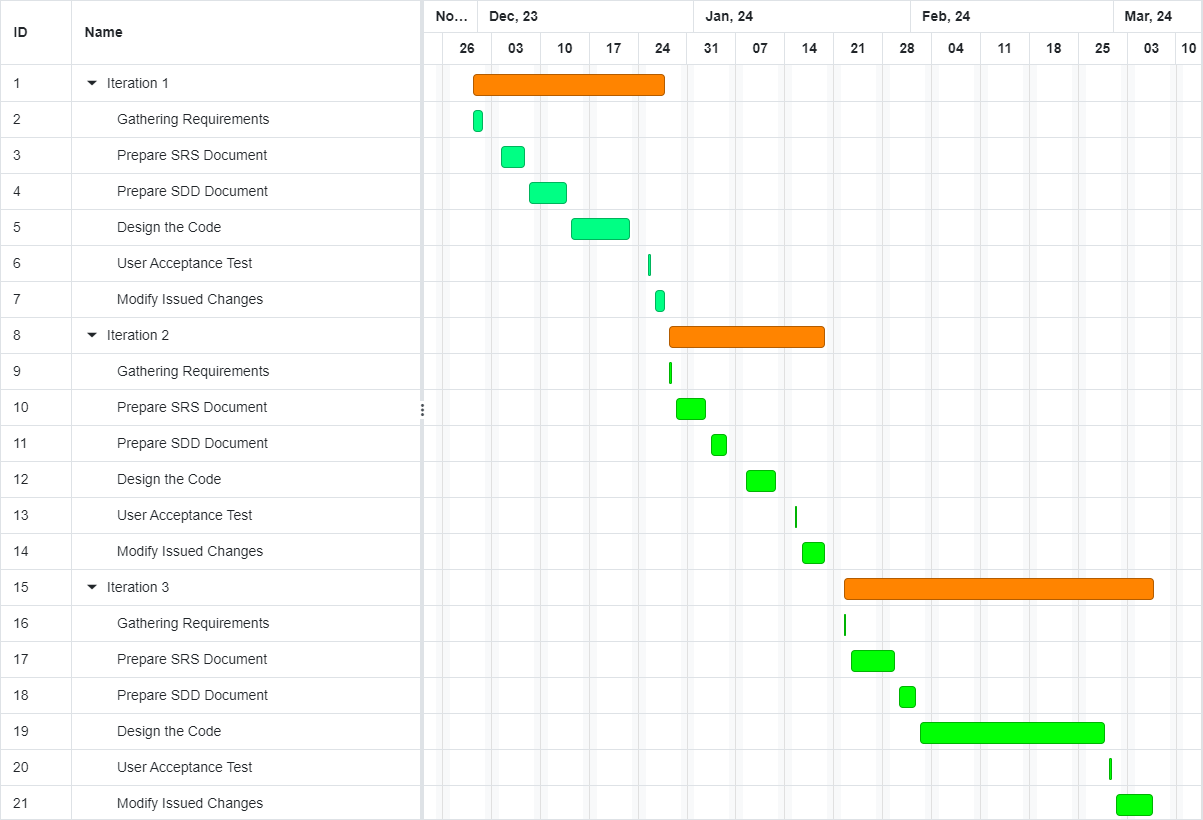 ID Name No... Dec, 23 Jan, 24 Feb, 24 Mar, 24
26 03 10 17 24 31 07 14 21 28 04 11 18 25 03 10
1 Iteration 1
2 Gathering Requirements
3 Prepare SRS Document
4 Prepare SDD Document
5 Design the Code
6 User Acceptance Test
7 Modify Issued Changes
8 Iteration 2
9 Gathering Requirements
10 Prepare SRS Document
11 Prepare SDD Document
12 Design the Code
13 User Acceptance Test
14 Modify Issued Changes
15 Iteration 3
16 Gathering Requirements
17 Prepare SRS Document
18 Prepare SDD Document
19 Design the Code
20 User Acceptance Test
21 Modify Issued Changes